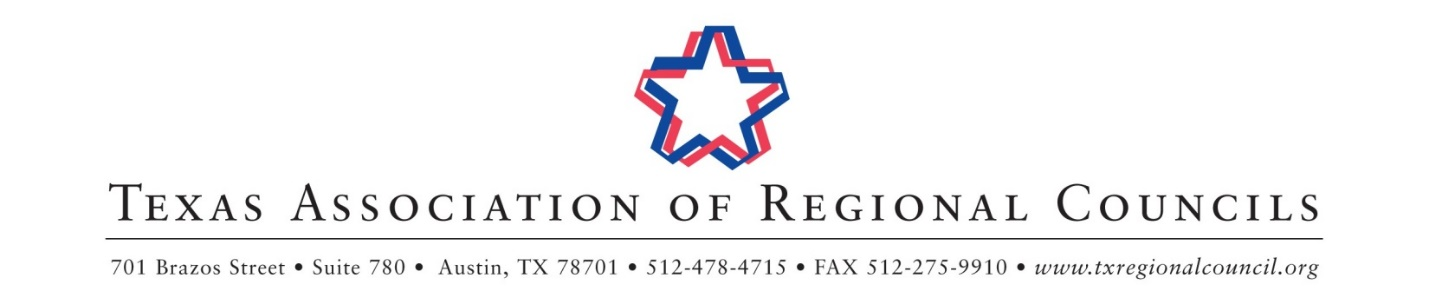 TEXAS ASSOCIATION OF REGIONAL COUNCILS
701 Brazos Street • Suite 780 • Austin, TX 78701 • 512-478-4715 • FAX 512-275-9910 • www.txregionalcouncil.org